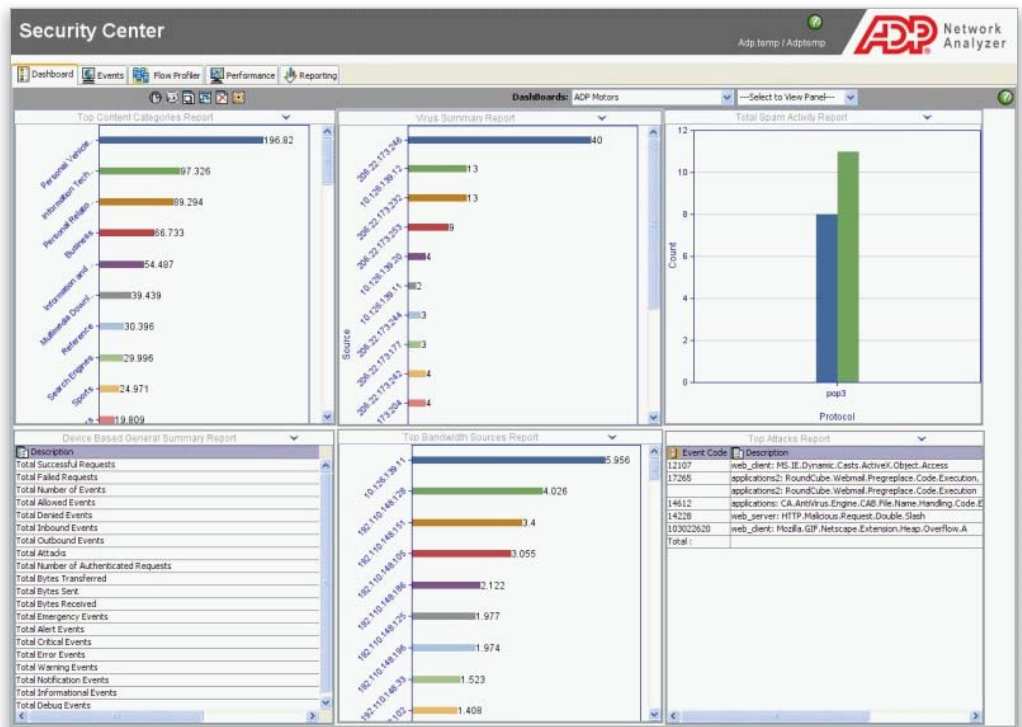 Security Center
Adp.temp / Adptemp
ADP
Network
Analyzer
Dashboard
Events
Flow Profiler
Performance
Reporting
DashBoards: ADP Motors
---Select to View Panel---
Top Content Categories Report
Personal Vehicle...
196.82
Information Tech...
97.326
Personal Relatio...
89.294
Business
66.733
Information and ...
54.487
Multimedia Downl...
39.439
Reference
30.396
Search Engines
29.996
Sports
24.971
19.809
Virus Summary Report
Source
206.22.173.246
40
10.126.139.12
13
206.22.173.232
13
206.22.173.253
9
10.126.139.20
4
10.126.139.11
2
206.22.173.244
3
206.22.173.177
3
206.22.173.242
4
173.204
4
Total Spam Activity Report
Count
12
10
8
6
4
2
0
pop3
Protocol
Device Based General Summary Report
Description
Total Successful Requests
Total Failed Requests
Total Number of Events
Total Allowed Events
Total Denied Events
Total Inbound Events
Total Outbound Events
Total Attacks
Total Number of Authenticated Requests
Total Bytes Transferred
Total Bytes Sent
Total Bytes Received
Total Emergency Events
Total Alert Events
Total Critical Events
Total Error Events
Total Warning Events
Total Notification Events
Total Informational Events
Total Debug Events
Top Bandwidth Sources Report
10.126.139.11
5.956
192.110.148.128
4.026
192.110.148.151
3.4
192.110.148.105
3.055
192.110.148.186
2.122
192.110.148.125
1.977
192.110.148.196
1.974
192.110.148.33
1.523
192.110.102
1.408
Top Attacks Report
Event Code Description
12107 web_client: MS.IE.Dynamic.Casts.ActiveX.Object.Access
17265 applications2: RoundCube.Webmail.Pregreplace.Code.Execution,
applications2: RoundCube.Webmail.Pregreplace.Code.Execution
14612 applications: CA.AntiVirus.Engine.CAB.File.Name.Handling.Code.E
14228 web_server: HTTP.Malicious.Request.Double.Slash
103022620 web_client: Mozilla.GIF.Netscape.Extension.Heap.Overflow.A
Total :